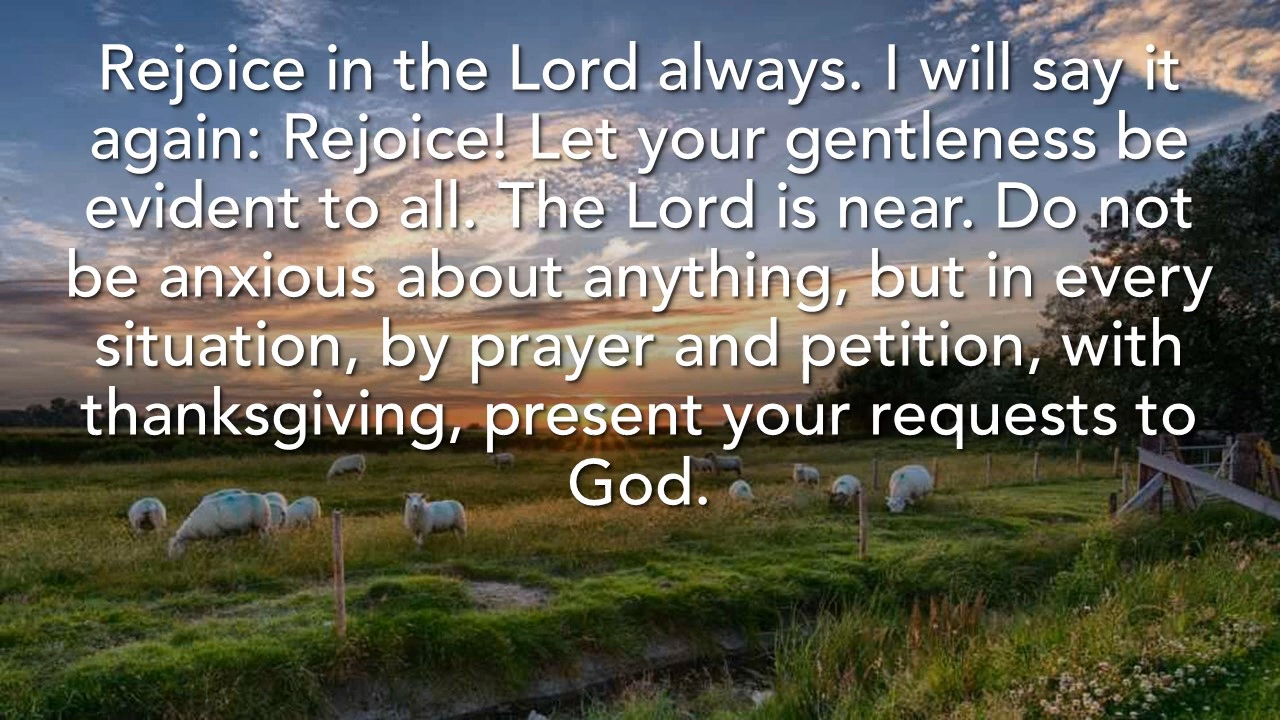 Rejoice in the Lord always. I will say it
again: Rejoice! Let your gentleness be
evident to all. The Lord is near. Do not
be anxious about anything, but in every
situation, by prayer and petition, with
thanksgiving, present your requests to
God.